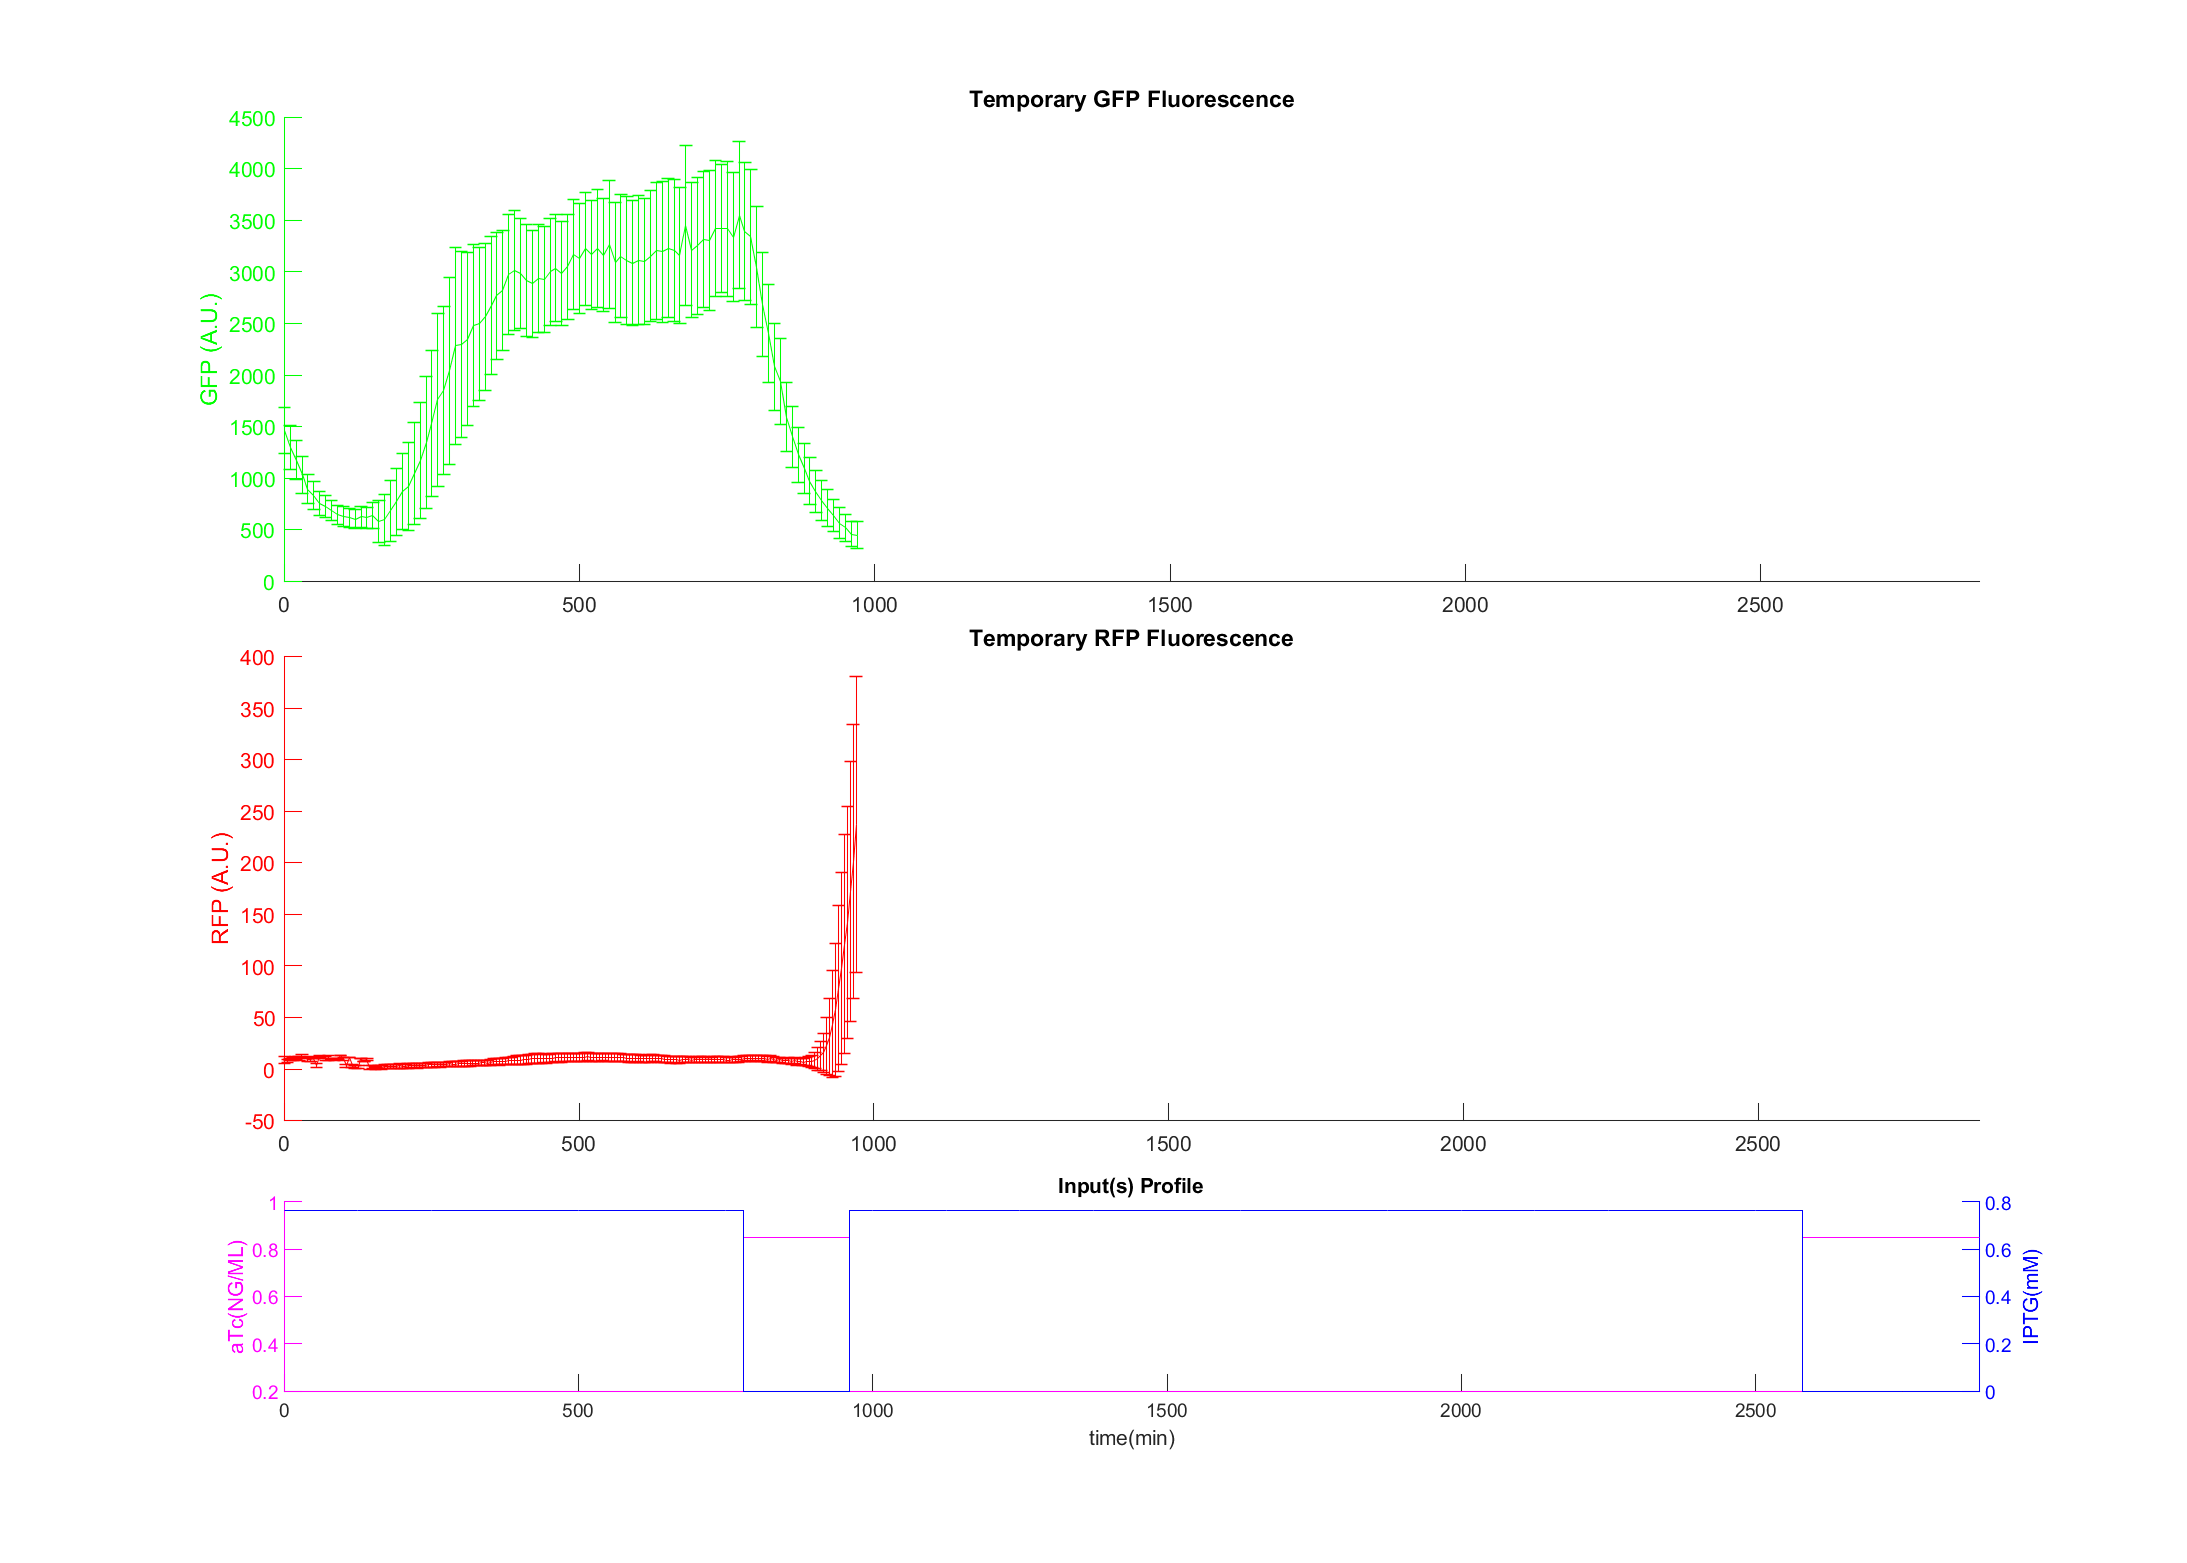 Temporary GFP Fluorescence
4500
4000
3500
3000
2500
2000
1500
1000
500
0
GFP (A.U.)
0 500 1000 1500 2000 2500
Temporary RFP Fluorescence
400
350
300
250
200
150
100
50
0
-50
RFP (A.U.)
0 500 1000 1500 2000 2500
Input(s) Profile
1
0.8
0.6
0.4
0.2
aTc(NG/ML)
0.8
0.6
0.4
0.2
0
IPTG(mM)
0 500 1000 1500 2000 2500
time(min)